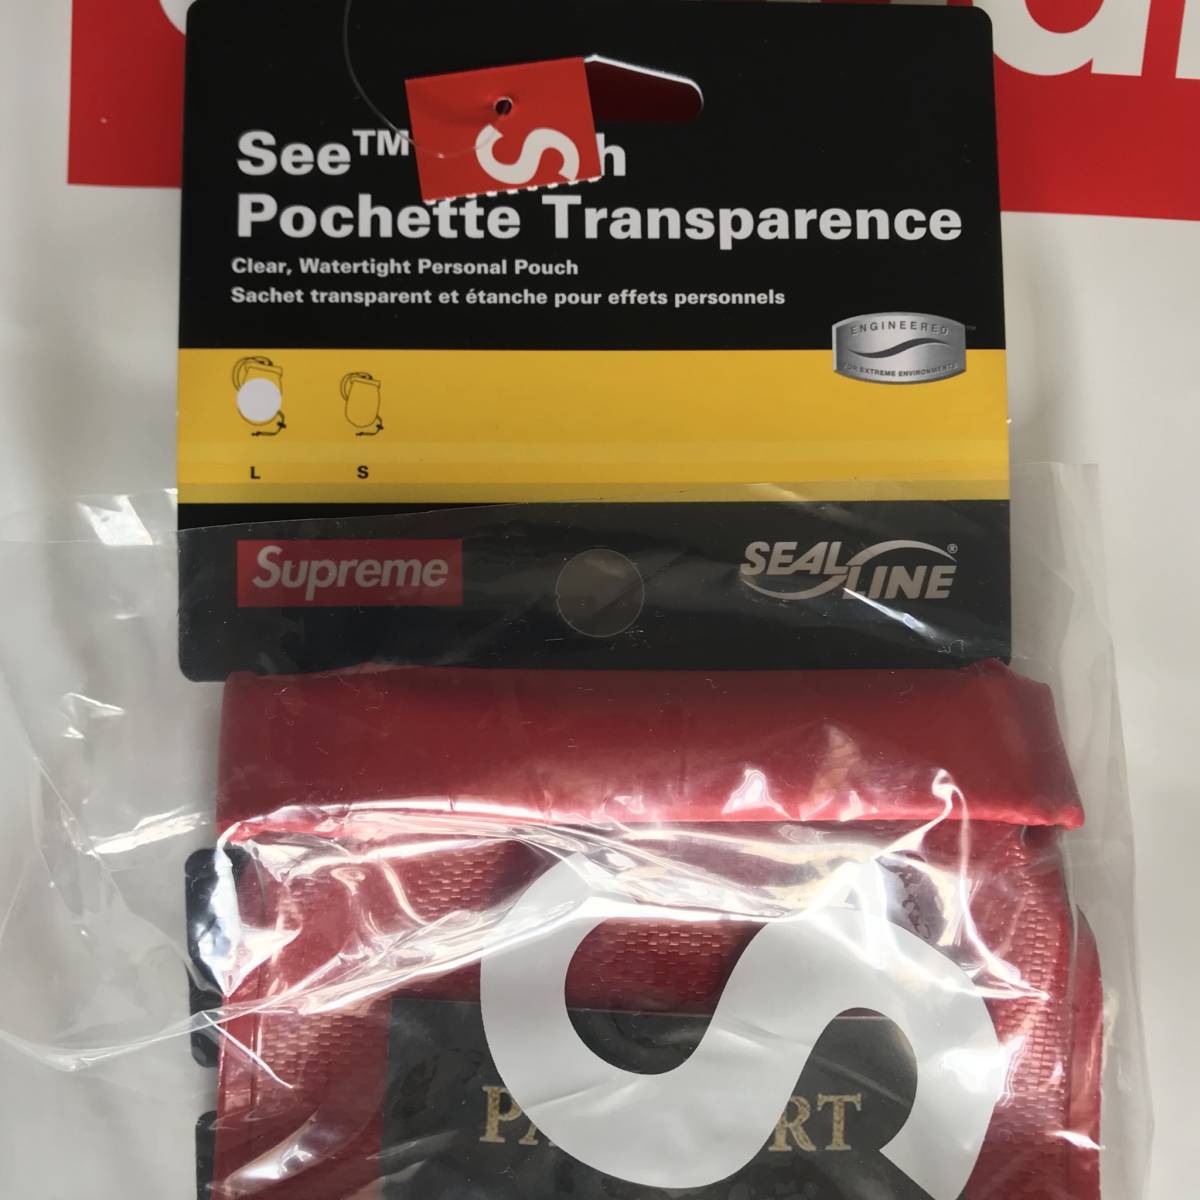 S
See™ h
Pochette Transparence
Clear, Watertight Personal Pouch
Sachet transparent et étanche pour effets personnels
ENGINEERED™
FOR EXTREME ENVIRONMENTS
L S
Supreme
SEAL LINE®
S